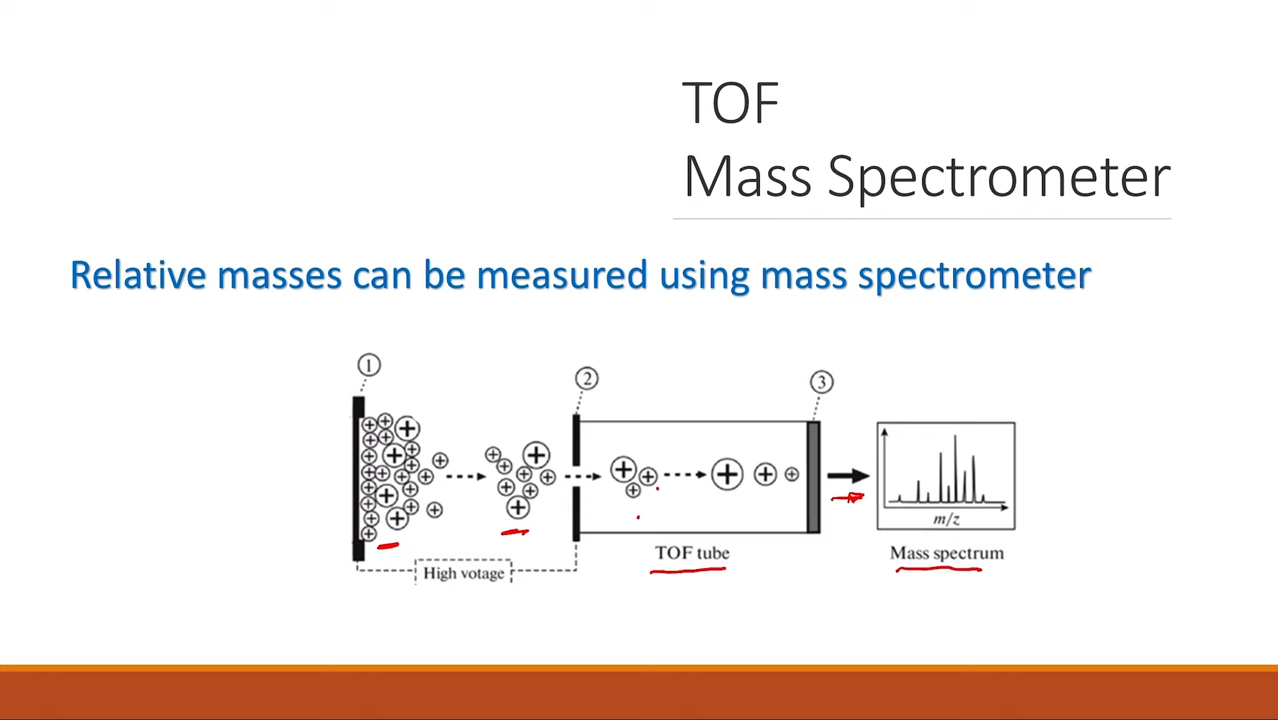 TOF
Mass Spectrometer
Relative masses can be measured using mass spectrometer
1
2
3
m/z
TOF tube
Mass spectrum
High votage